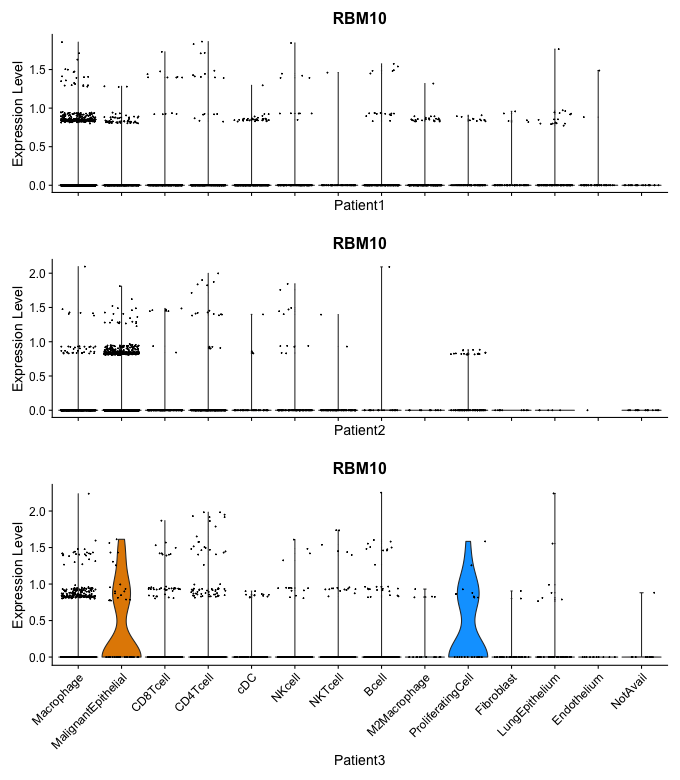 RBM10
Expression Level
1.5
1.0
0.5
0.0
Patient1
RBM10
Expression Level
2.0
1.5
1.0
0.5
0.0
Patient2
RBM10
Expression Level
2.0
1.5
1.0
0.5
0.0
Macrophage
MalignantEpithelial
CD8Tcell
CD4Tcell
cDC
NKcell
NKTcell
Bcell
M2Macrophage
ProliferatingCell
Fibroblast
LungEpithelium
Endothelium
NotAvail
Patient3